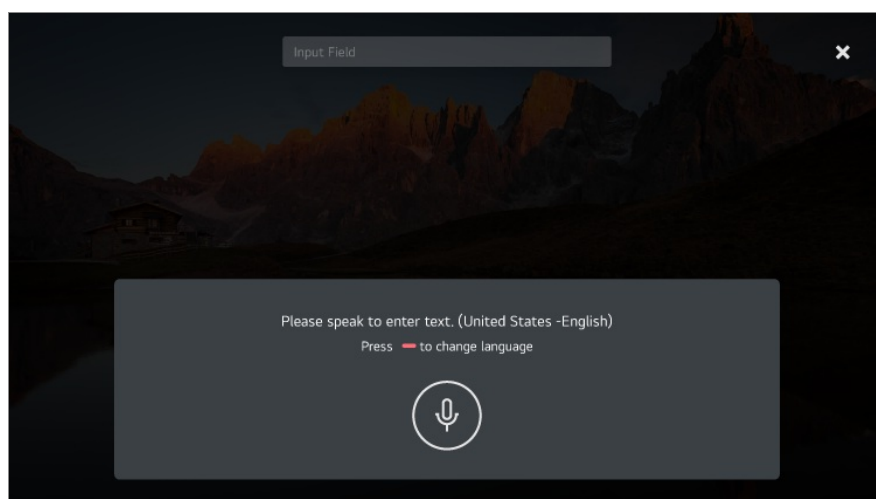 Input Field
Please speak to enter text. (United States -English)
Press to change language